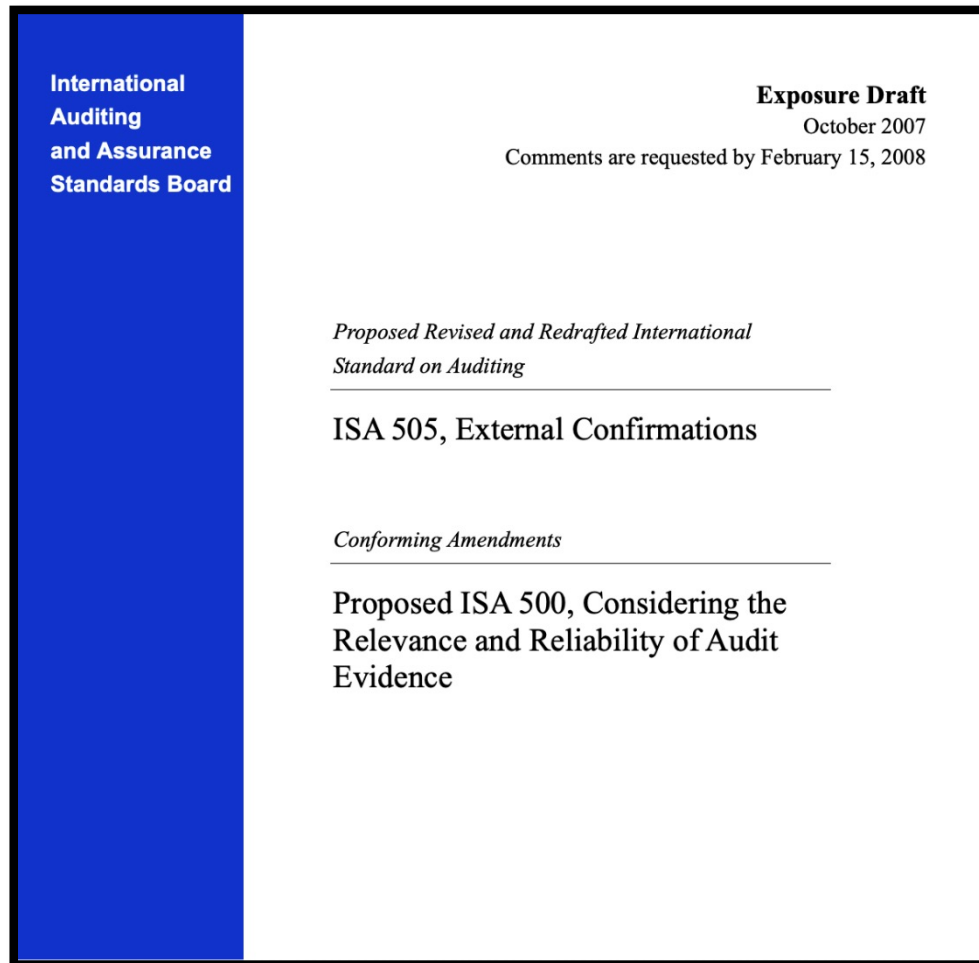 International
Auditing
and Assurance
Standards Board
Exposure Draft
October 2007
Comments are requested by February 15, 2008
Proposed Revised and Redrafted International
Standard on Auditing
ISA 505, External Confirmations
Conforming Amendments
Proposed ISA 500, Considering the
Relevance and Reliability of Audit
Evidence